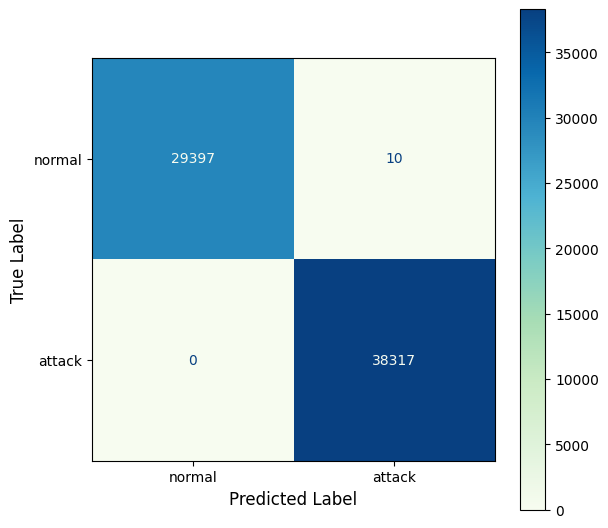 True Label
normal
29397
10
attack
0
38317
normal
attack
Predicted Label
35000
30000
25000
20000
15000
10000
5000
0